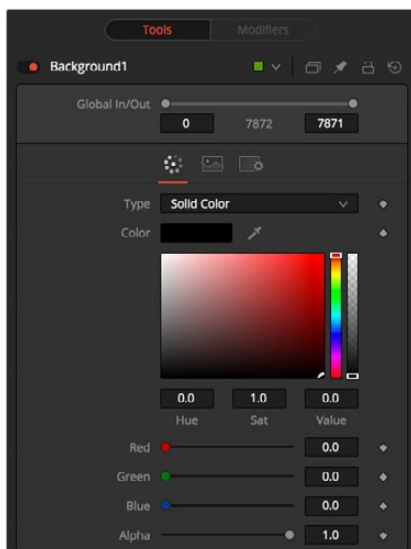 Tools Modifiers
Background1
Global In/Out
0 7872 7871
Type Solid Color
Color
0.0 1.0 0.0
Hue Sat Value
Red 0.0
Green 0.0
Blue 0.0
Alpha 1.0